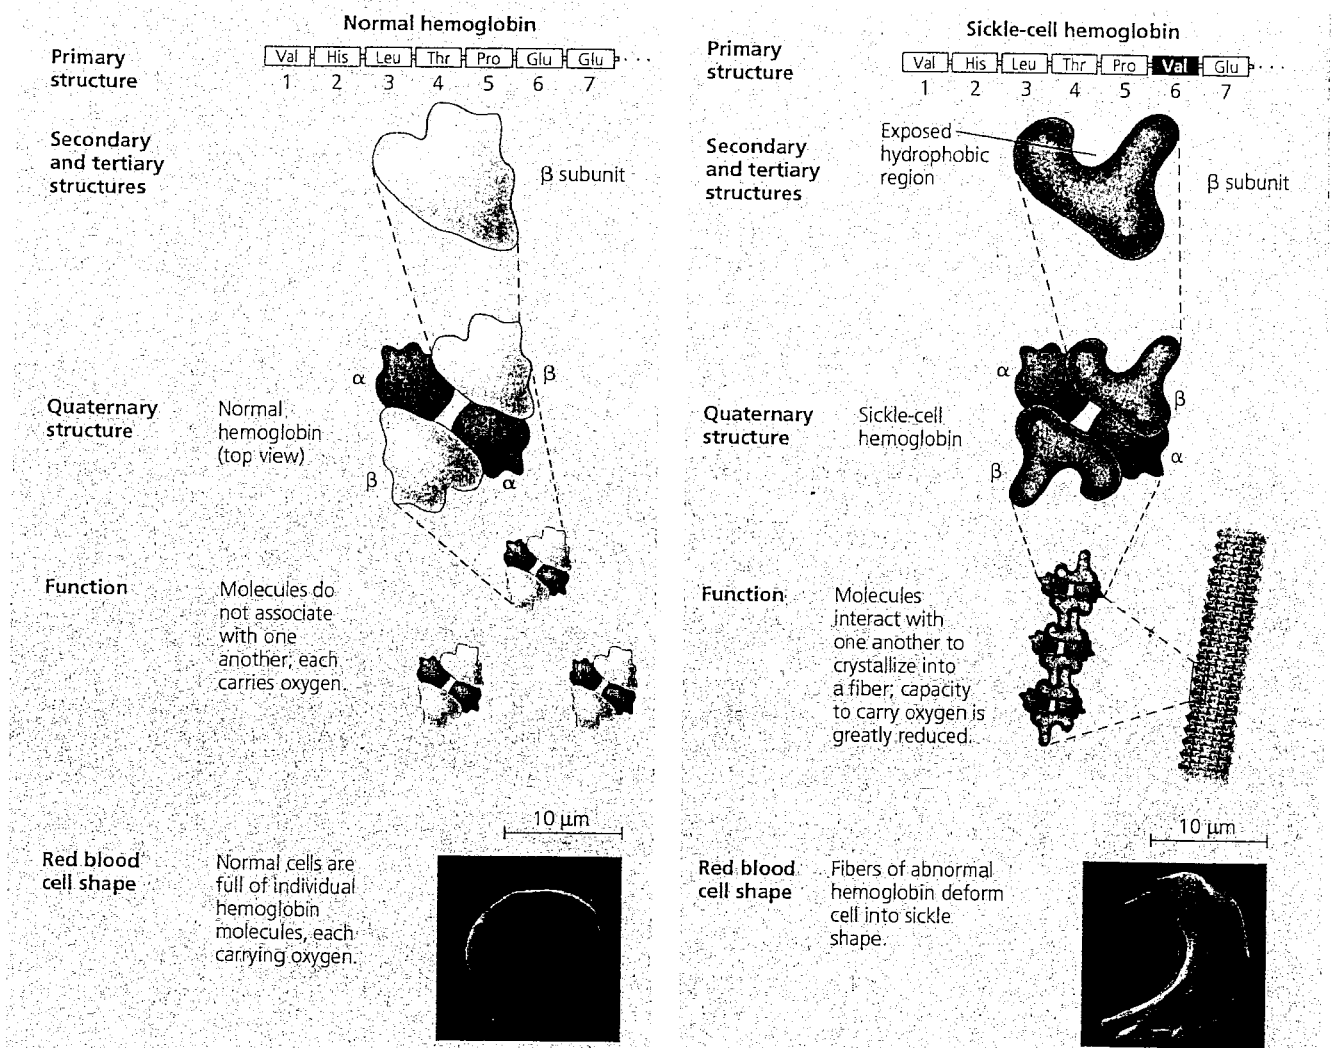 Normal hemoglobin
Primary
structure
Val His Leu Thr Pro Glu Glu · · ·
1 2 3 4 5 6 7
Secondary
and tertiary
structures
β subunit
Quaternary
structure
Normal
hemoglobin
(top view)
α
β
β
α
Function
Molecules do
not associate
with one
another; each
carries oxygen.
10 μm
Red blood
cell shape
Normal cells are
full of individual
hemoglobin
molecules, each
carrying oxygen.
Sickle-cell hemoglobin
Primary
structure
Val His Leu Thr Pro Val Glu · · ·
1 2 3 4 5 6 7
Secondary
and tertiary
structures
Exposed
hydrophobic
region
β subunit
Quaternary
structure
Sickle-cell
hemoglobin
α
β
β
α
Function
Molecules
interact with
one another to
crystallize into
a fiber; capacity
to carry oxygen is
greatly reduced.
10 μm
Red blood
cell shape
Fibers of abnormal
hemoglobin deform
cell into sickle
shape.